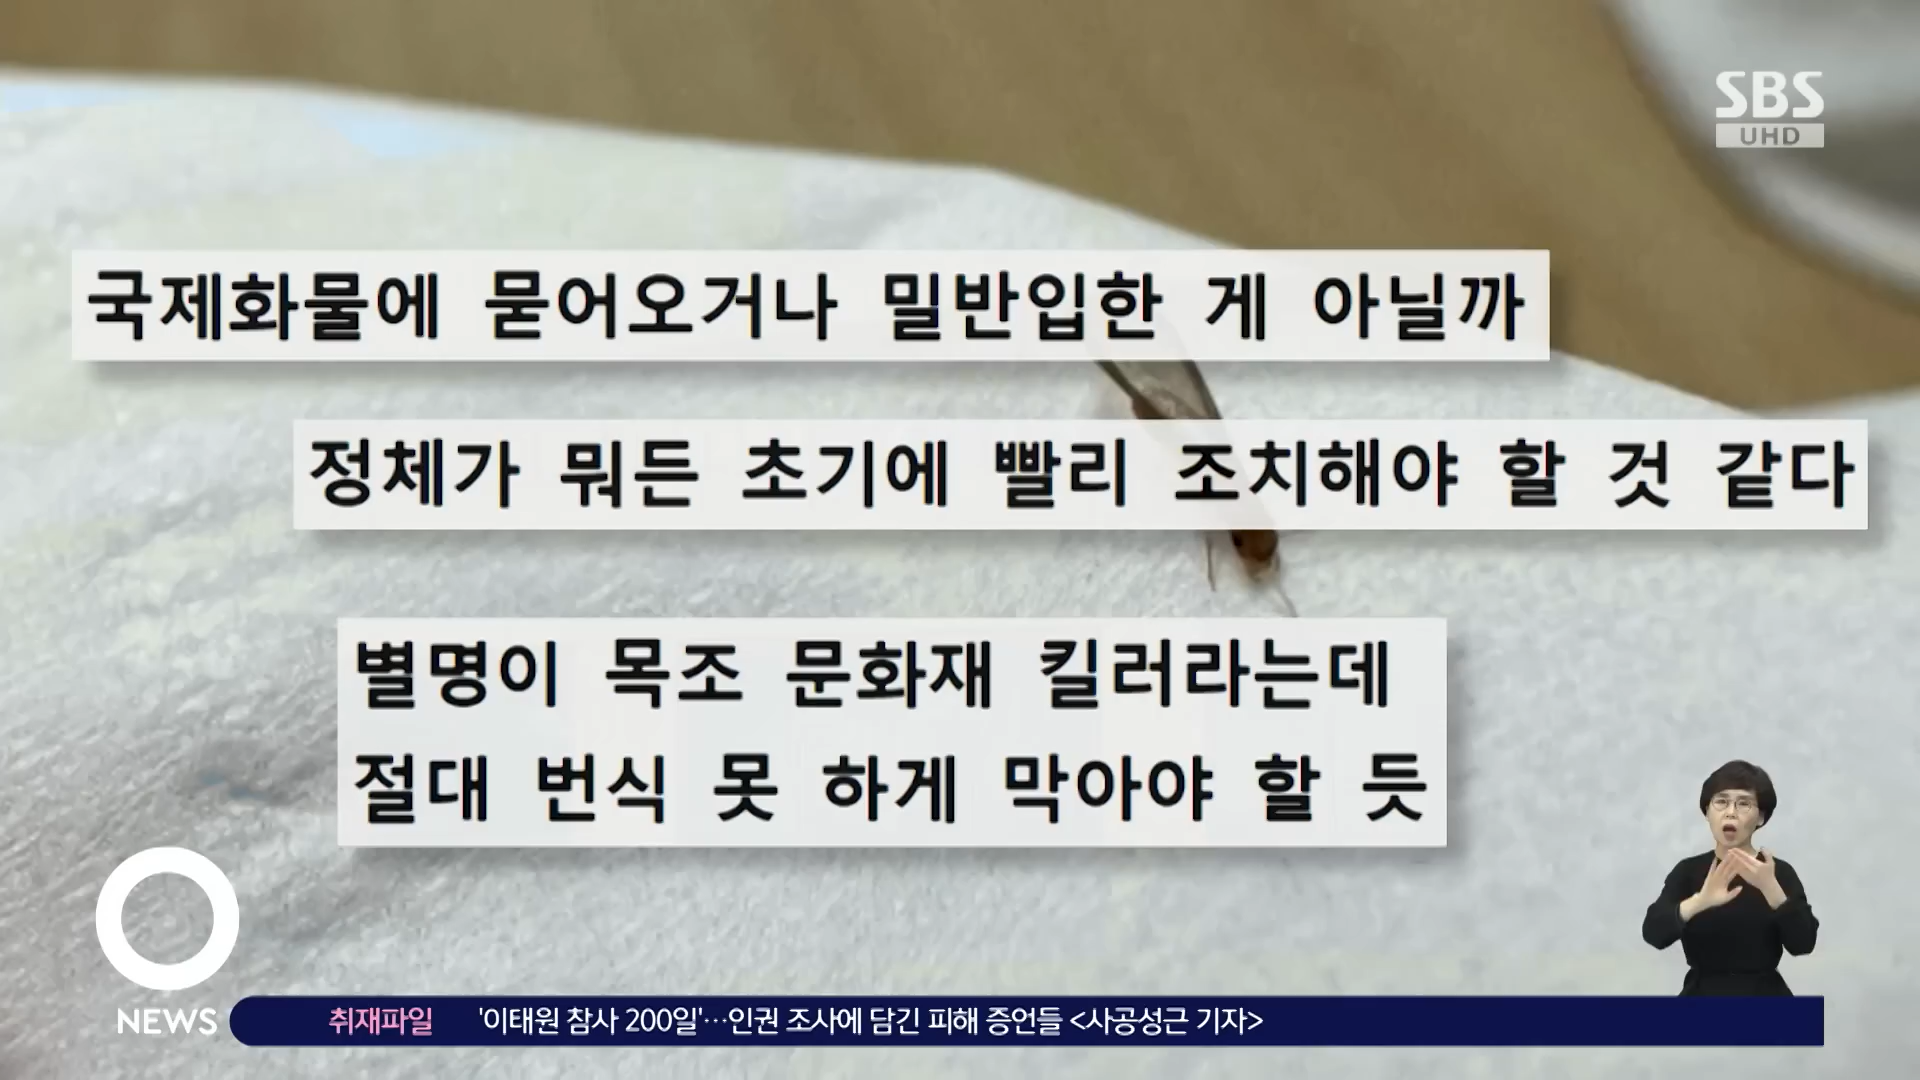 SBS
UHD
국제화물에 묻어오거나 밀반입한 게 아닐까
정체가 뭐든 초기에 빨리 조치해야 할 것 같다
별명이 목조 문화재 킬러라는데
절대 번식 못 하게 막아야 할 듯
NEWS
취재파일 '이태원 참사 200일'…인권 조사에 담긴 피해 증언들 <사공성근 기자>